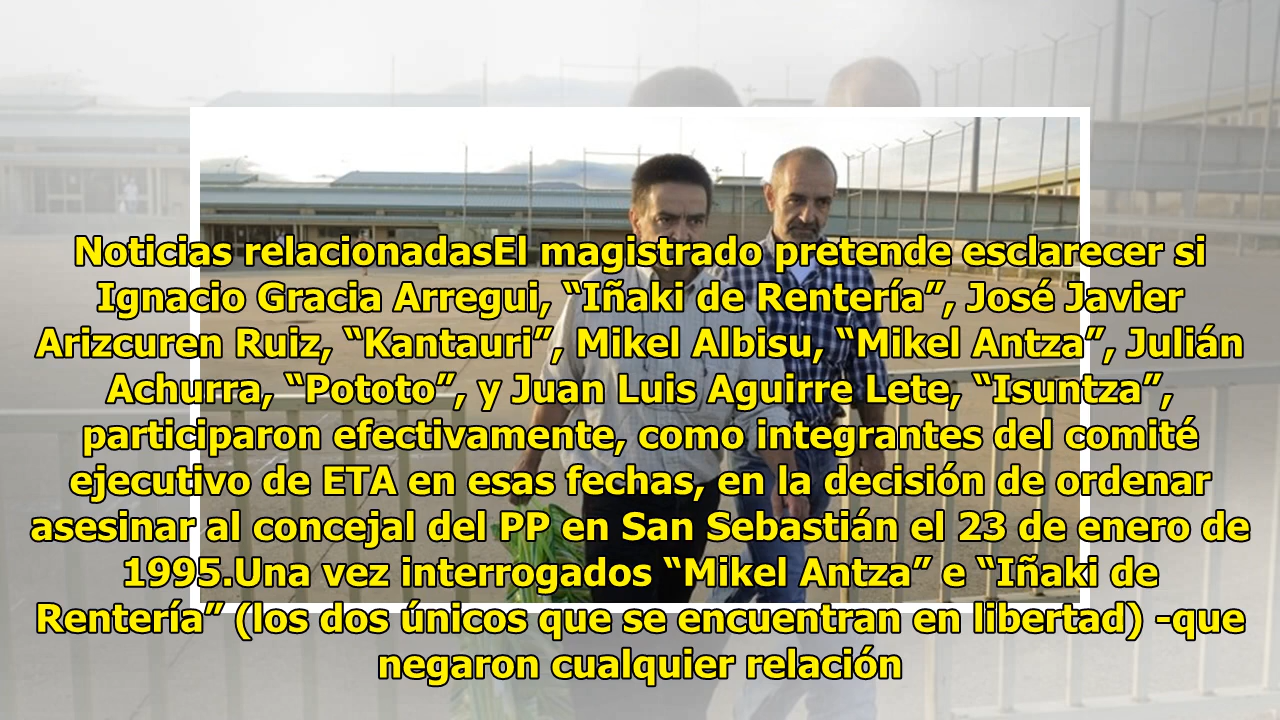 Noticias relacionadasEl magistrado pretende esclarecer si
Ignacio Gracia Arregui, “Iñaki de Rentería”, José Javier
Arizcuren Ruiz, “Kantauri”, Mikel Albisu, “Mikel Antza”, Julián
Achurra, “Pototo”, y Juan Luis Aguirre Lete, “Isuntza”,
participaron efectivamente, como integrantes del comité
ejecutivo de ETA en esas fechas, en la decisión de ordenar
asesinar al concejal del PP en San Sebastián el 23 de enero de
1995.Una vez interrogados “Mikel Antza” e “Iñaki de
Rentería” (los dos únicos que se encuentran en libertad) -que
negaron cualquier relación